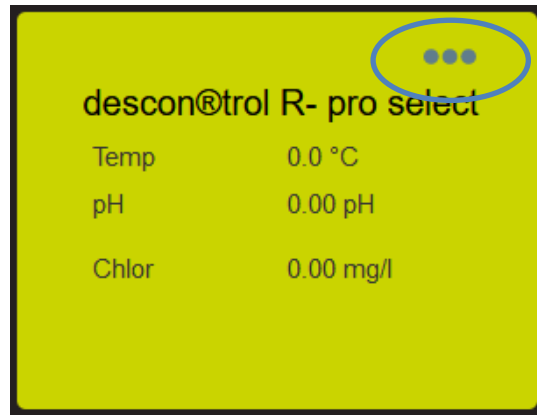 descon®trol R- pro select
Temp 0.0 °C
pH 0.00 pH
Chlor 0.00 mg/l